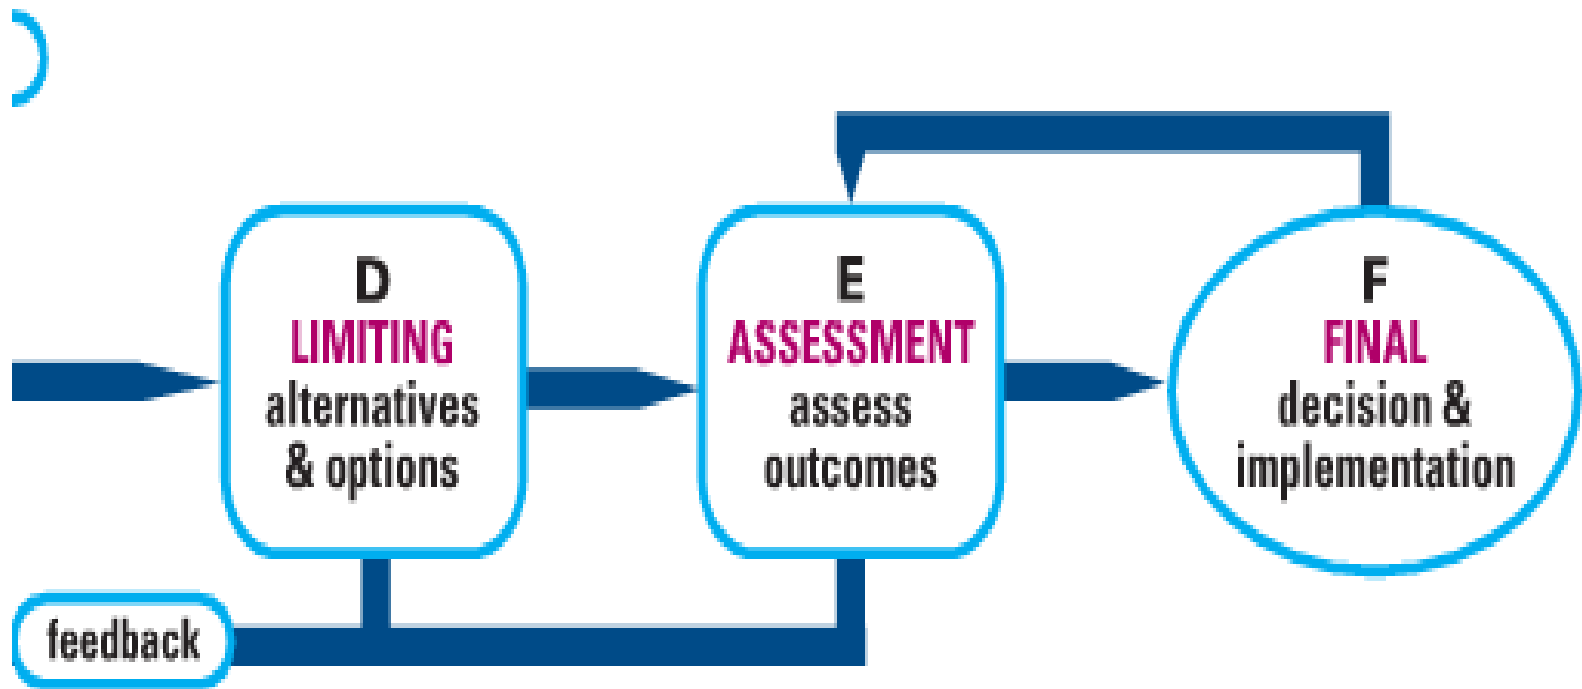 D
LIMITING
alternatives
& options
E
ASSESSMENT
assess
outcomes
F
FINAL
decision &
implementation
feedback